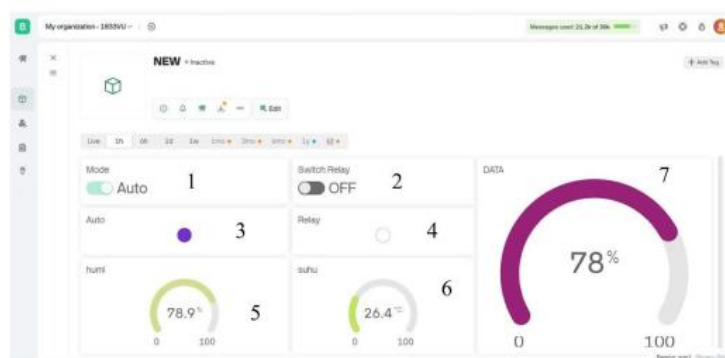 B
My organization - 1833VU
Messages used: 21.2k of 30k
NEW • Inactive
+ Add Tag
Edit
Live 1h 6h 1d 1w 1mo 3mo 6mo 1y
Mode
Auto
1
Switch Relay
OFF
2
DATA
7
Auto
3
Relay
4
78%
0
100
humi
78.9
5
0
100
suhu
26.4
6
0
100